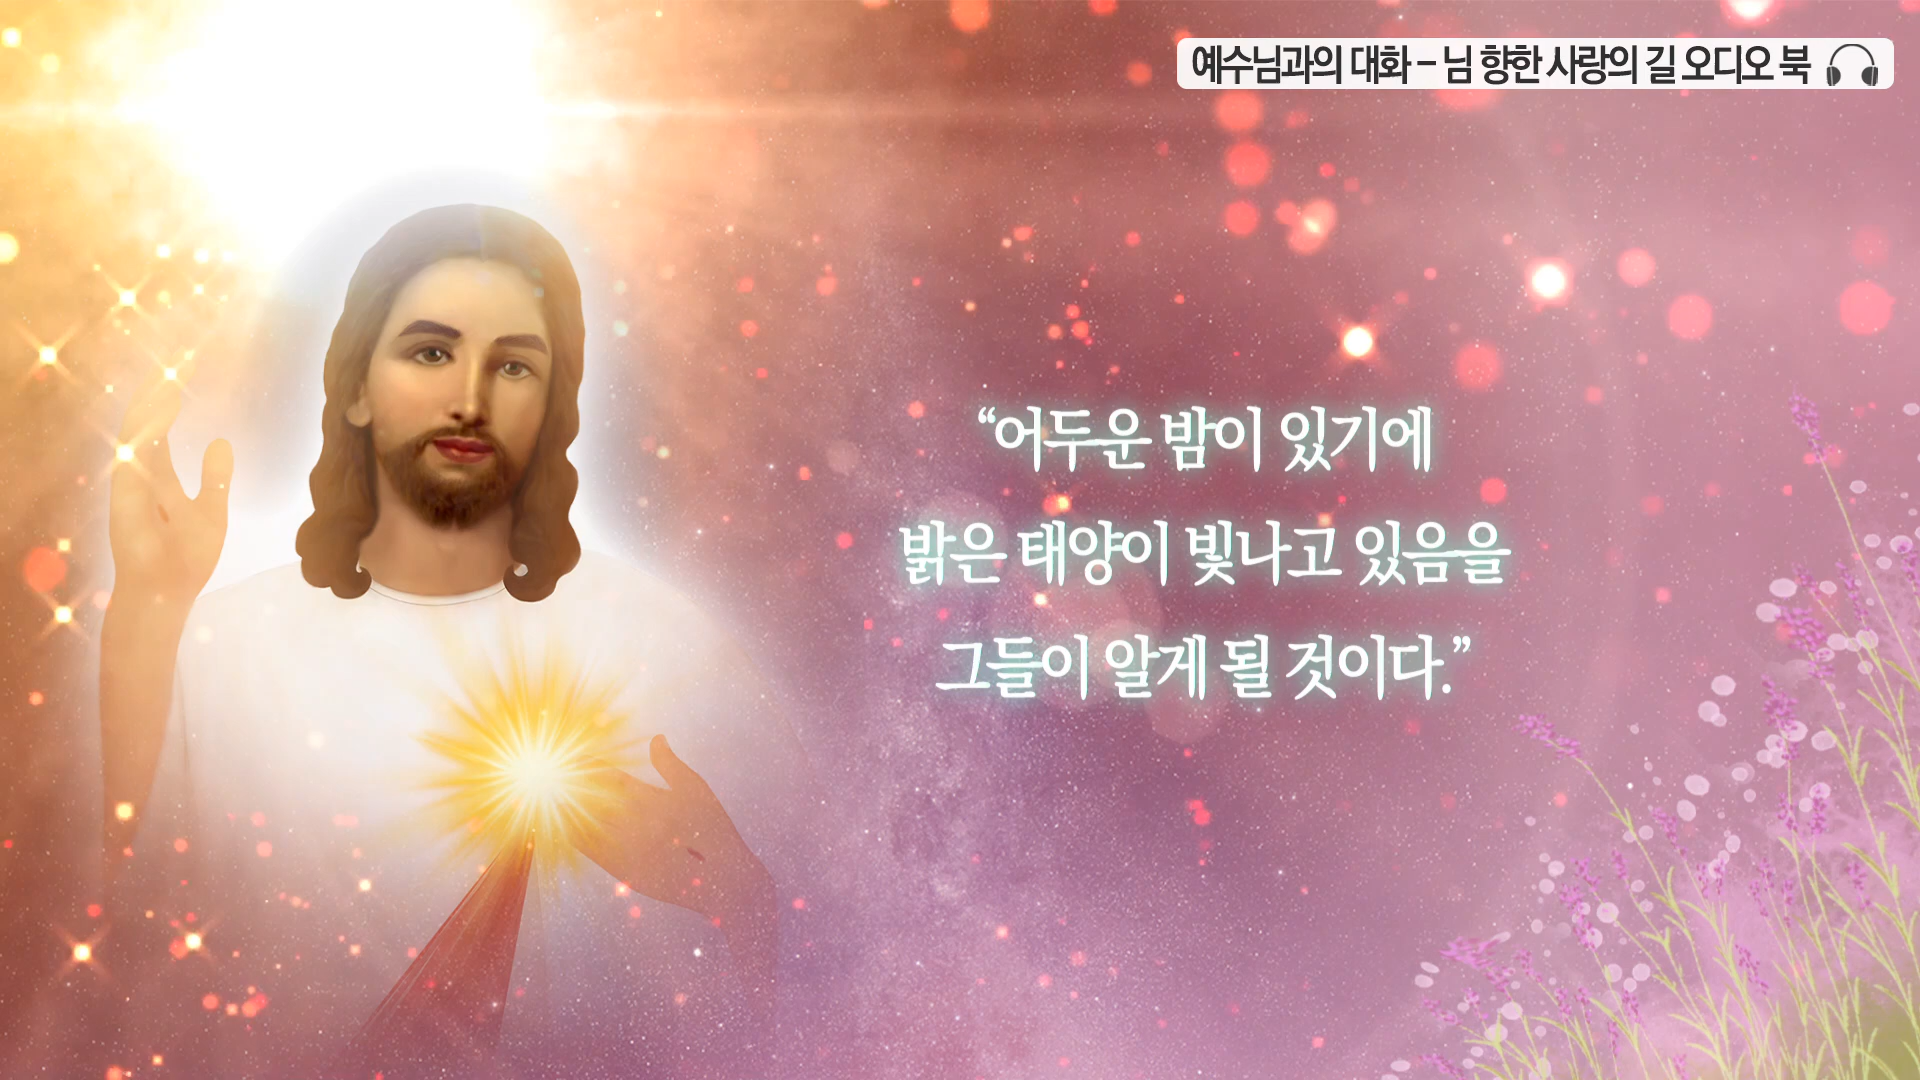 예수님과의 대화 - 님 향한 사랑의 길 오디오 북
“어두운 밤이 있기에
밝은 태양이 빛나고 있음을
그들이 알게 될 것이다.”